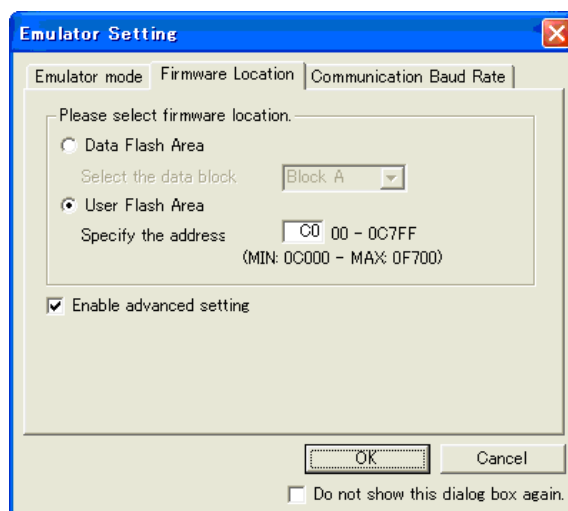 Emulator Setting
Emulator mode Firmware Location Communication Baud Rate
Please select firmware location.
Data Flash Area
Select the data block Block A
User Flash Area
Specify the address C0 00 - 0C7FF
(MIN: 0C000 - MAX: 0F700)
Enable advanced setting
OK Cancel
Do not show this dialog box again.